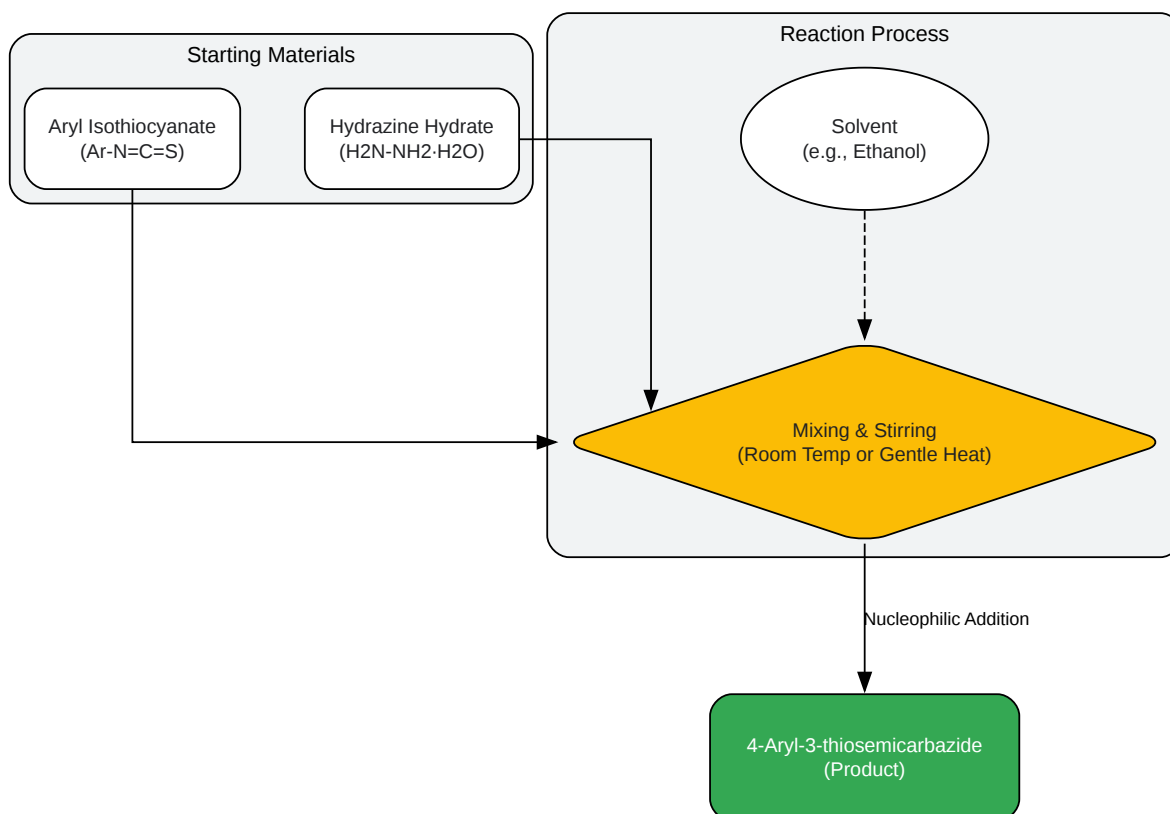 Starting Materials
Aryl Isothiocyanate
(Ar-N=C=S)
Hydrazine Hydrate
(H2N-NH2·H2O)
Reaction Process
Solvent
(e.g., Ethanol)
Mixing & Stirring
(Room Temp or Gentle Heat)
Nucleophilic Addition
4-Aryl-3-thiosemicarbazide
(Product)